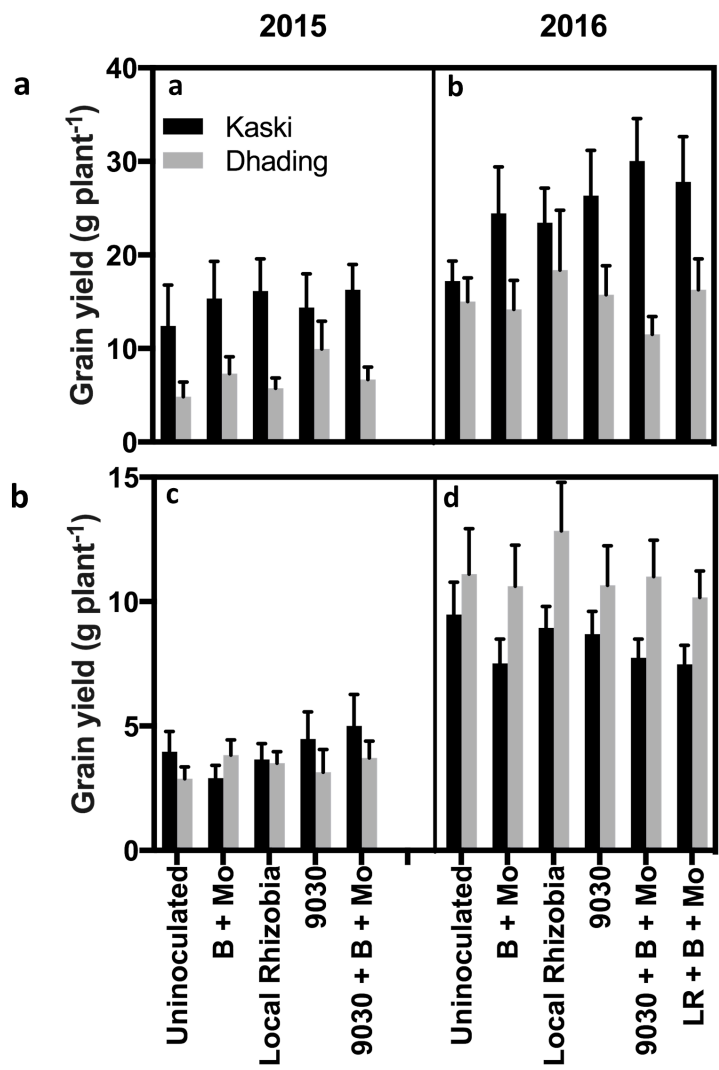 2015 2016
a
a
b
Kaski
Dhading
Grain yield (g plant-1)
40
30
20
10
0
b
c
d
Grain yield (g plant-1)
15
10
5
0
Uninoculated
B + Mo
Local Rhizobia
9030
9030 + B + Mo
Uninoculated
B + Mo
Local Rhizobia
9030
9030 + B + Mo
LR + B + Mo